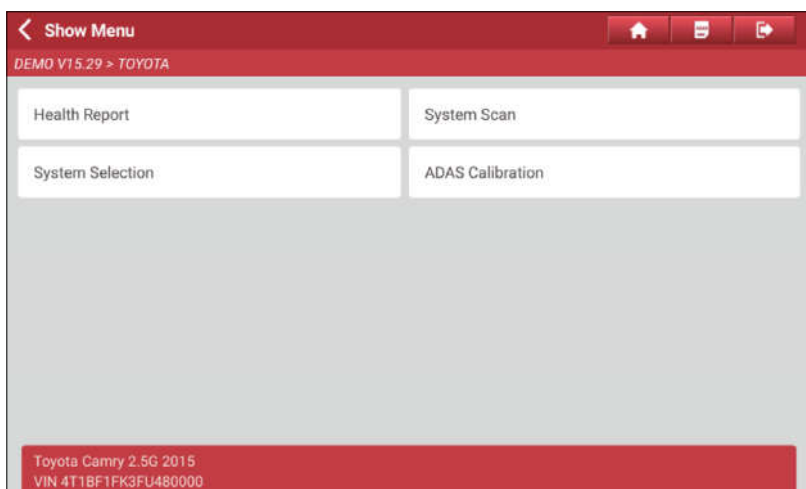 Show Menu
DEMO V15.29 > TOYOTA
Health Report
System Scan
System Selection
ADAS Calibration
Toyota Camry 2.5G 2015
VIN 4T1BF1FK3FU480000